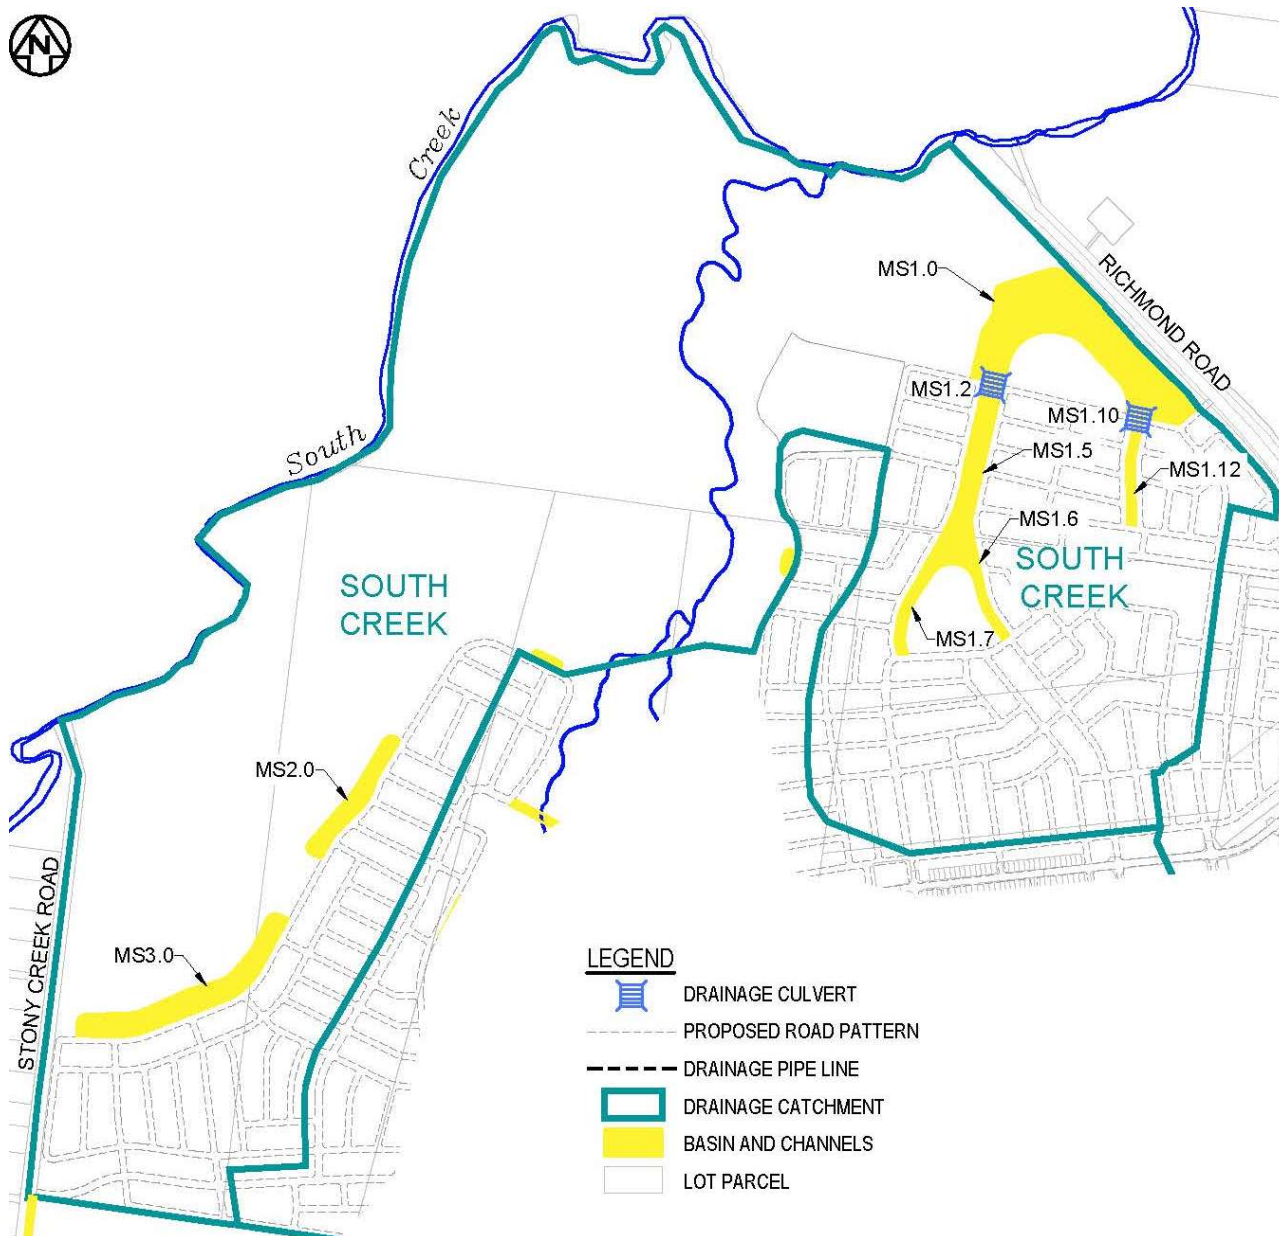 N
Creek
South
RICHMOND ROAD
MS1.0
MS1.2
MS1.10
MS1.5
MS1.12
MS1.6
SOUTH
CREEK
MS1.7
SOUTH
CREEK
MS2.0
MS3.0
STONY CREEK ROAD
LEGEND
DRAINAGE CULVERT
PROPOSED ROAD PATTERN
DRAINAGE PIPE LINE
DRAINAGE CATCHMENT
BASIN AND CHANNELS
LOT PARCEL